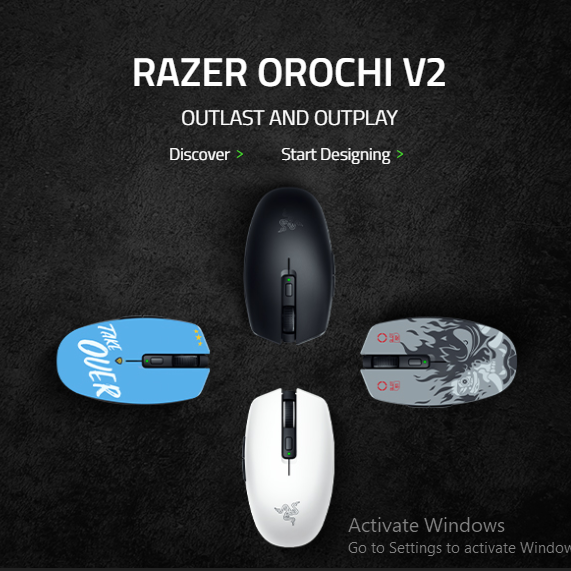 RAZER OROCHI V2
OUTLAST AND OUTPLAY
Discover >
Start Designing >
TAKE
OVER
Activate Windows
Go to Settings to activate Window